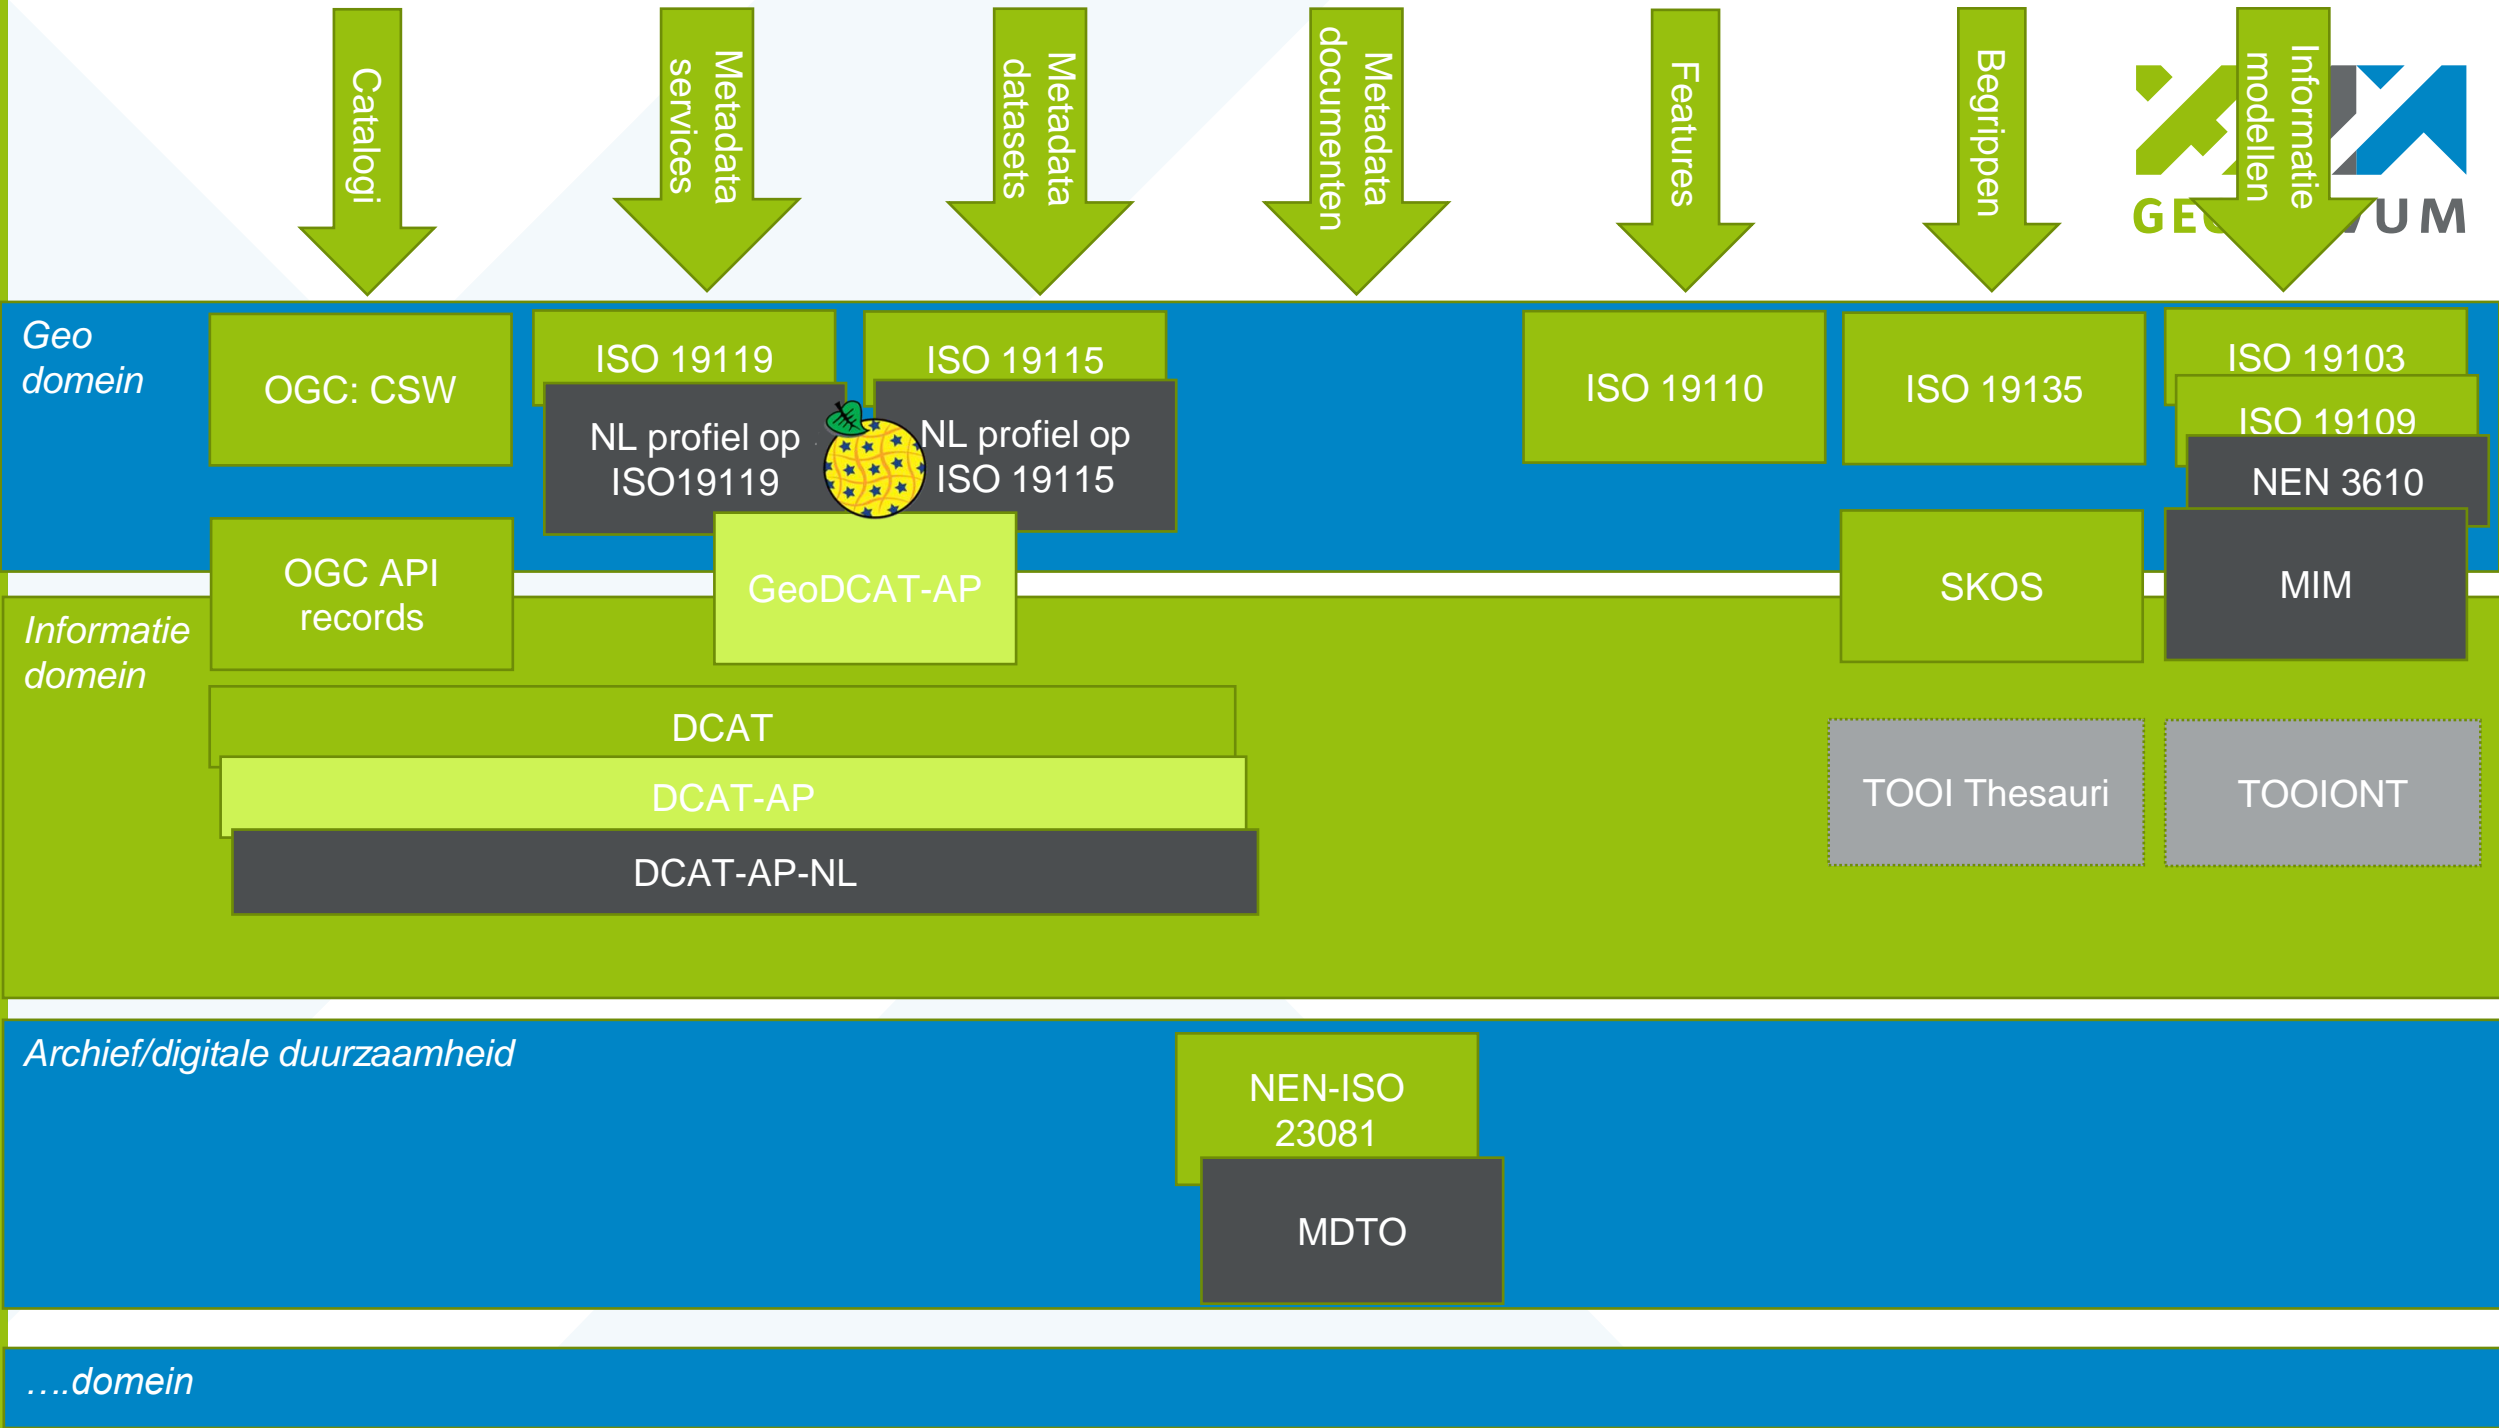 Catalogi
Metadata
services
Metadata
datasets
Metadata
documenten
Features
Begrippen
Informatie
modellen
GE
UM
Geo
domein
OGC: CSW
ISO 19119
NL profiel op
ISO19119
ISO 19115
NL profiel op
ISO 19115
ISO 19110
ISO 19135
ISO 19103
ISO 19109
NEN 3610
OGC API
records
GeoDCAT-AP
SKOS
MIM
Informatie
domein
DCAT
DCAT-AP
DCAT-AP-NL
TOOI Thesauri
TOOIONT
Archief/digitale duurzaamheid
NEN-ISO
23081
MDTO
….domein